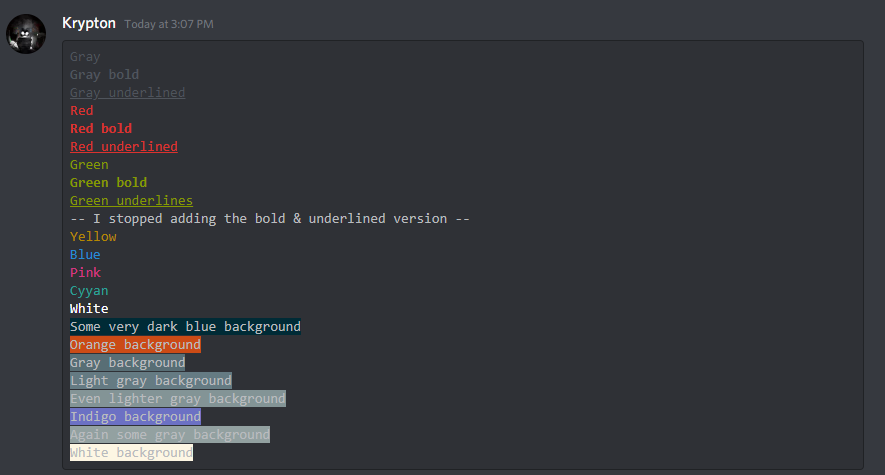 Krypton Today at 3:07 PM
Gray
Gray bold
Gray underlined
Red
Red bold
Red underlined
Green
Green bold
Green underlines
-- I stopped adding the bold & underlined version --
Yellow
Blue
Pink
Cyyan
White
Some very dark blue background
Orange background
Gray background
Light gray background
Even lighter gray background
Indigo background
Again some gray background
White background